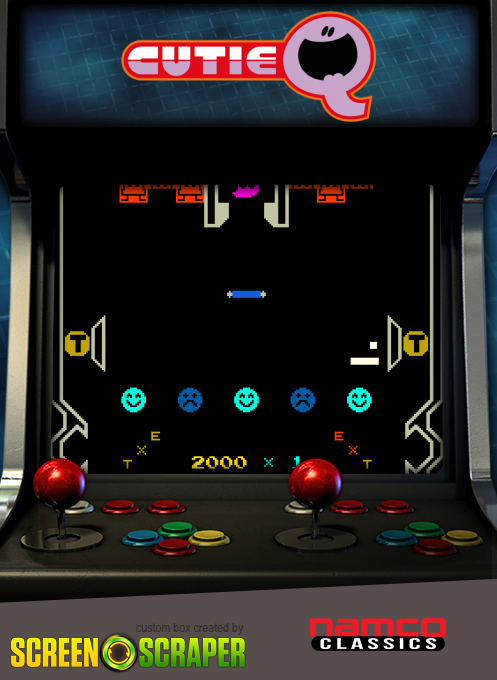 CUTIE Q
T T
E E
X X
T 2000 × 1 T
custom box created by
SCREEN SCRAPER
namco
CLASSICS